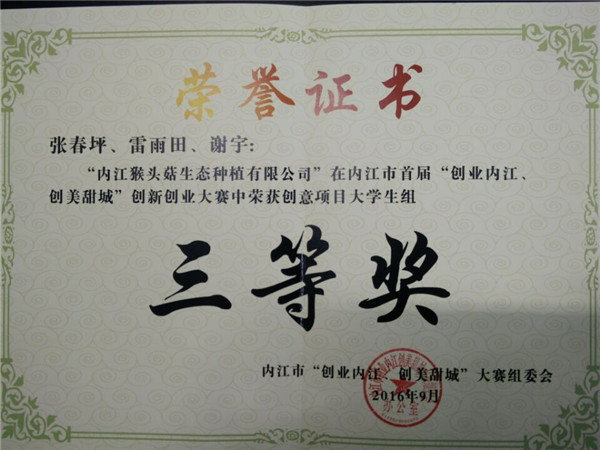 荣誉证书
张春坪、雷雨田、谢宇:
“内江猴头菇生态种植有限公司”在内江市首届“创业内江、
创美甜城”创新创业大赛中荣获创意项目大学生组
三等奖
内江市“创业内江 创美甜城”大赛组委会
2016年9月
办公室